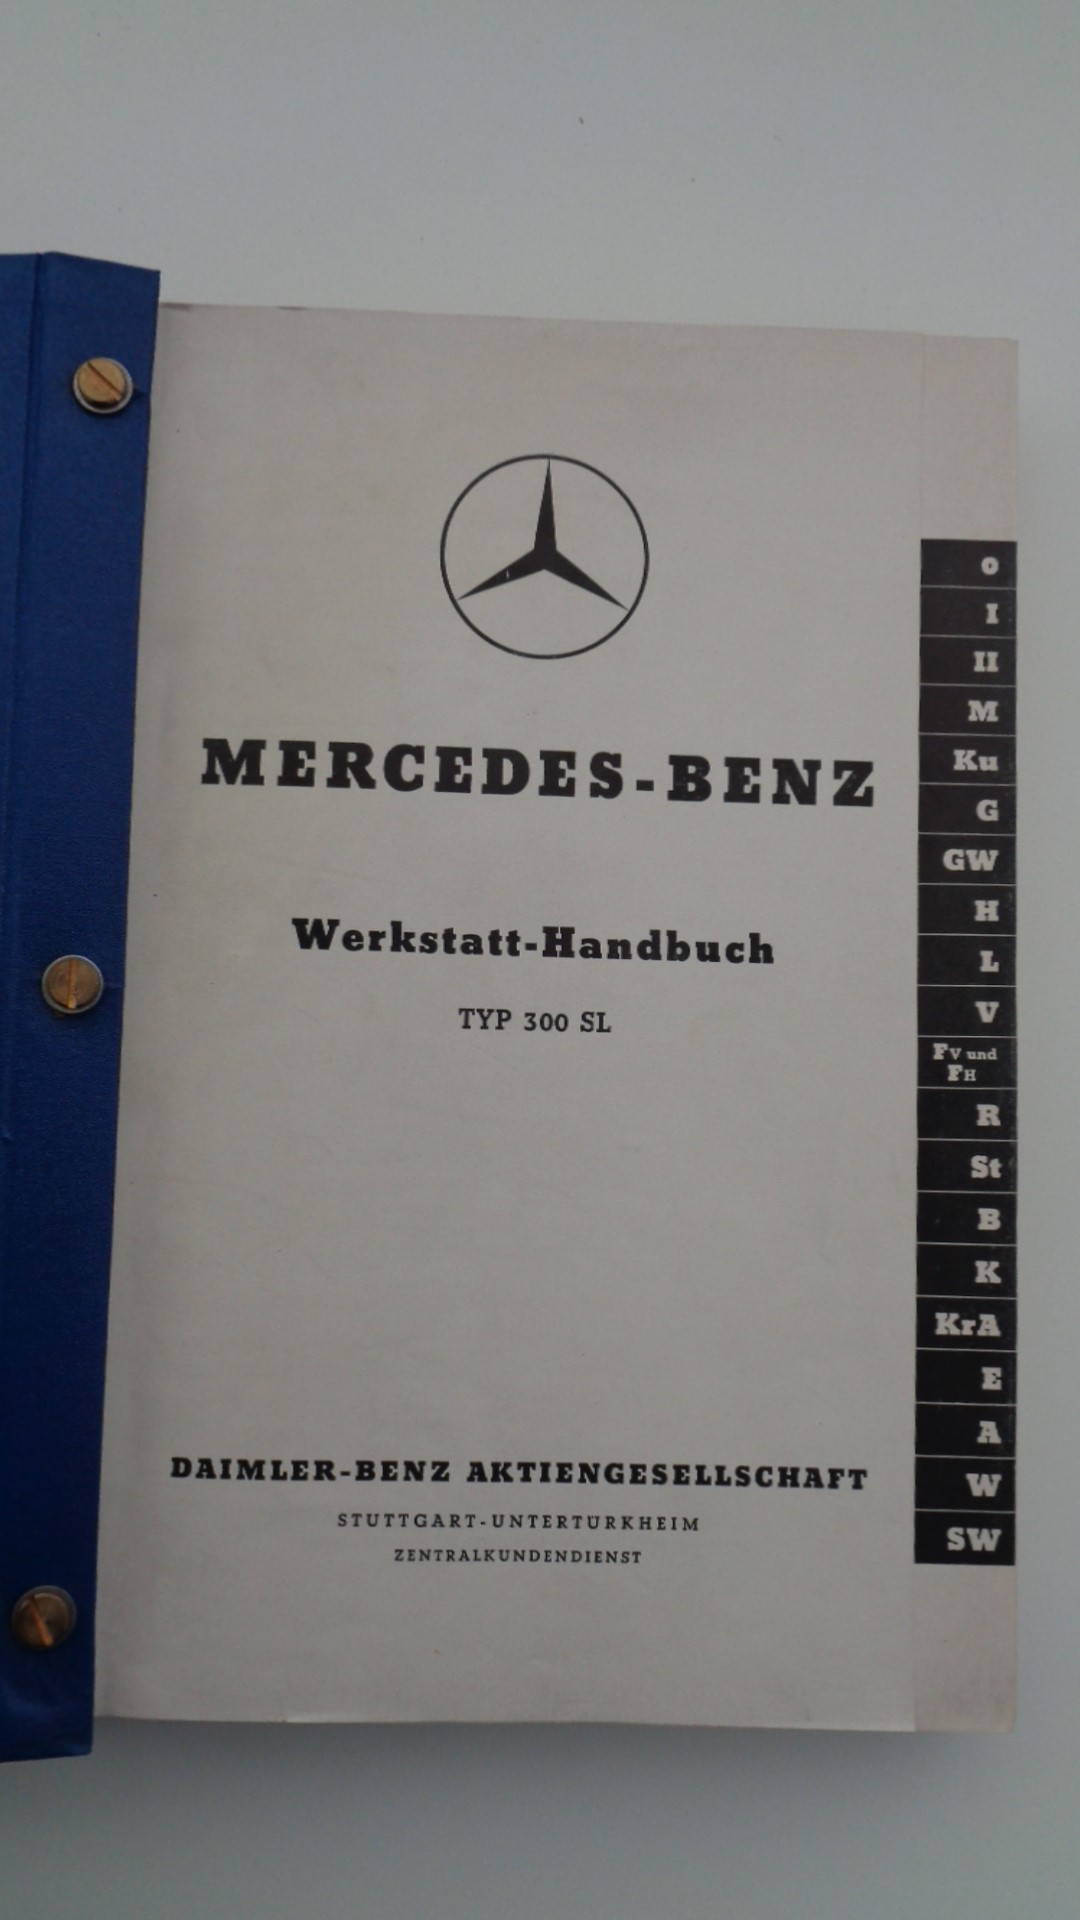 MERCEDES-BENZ
Werkstatt-Handbuch
TYP 300 SL
DAIMLER-BENZ AKTIENGESELLSCHAFT
STUTTGART-UNTERTÜRKHEIM
ZENTRALKUNDENDIENST
O
I
II
M
Ku
G
GW
H
L
V
FV und
FH
R
St
B
K
KrA
E
A
W
SW